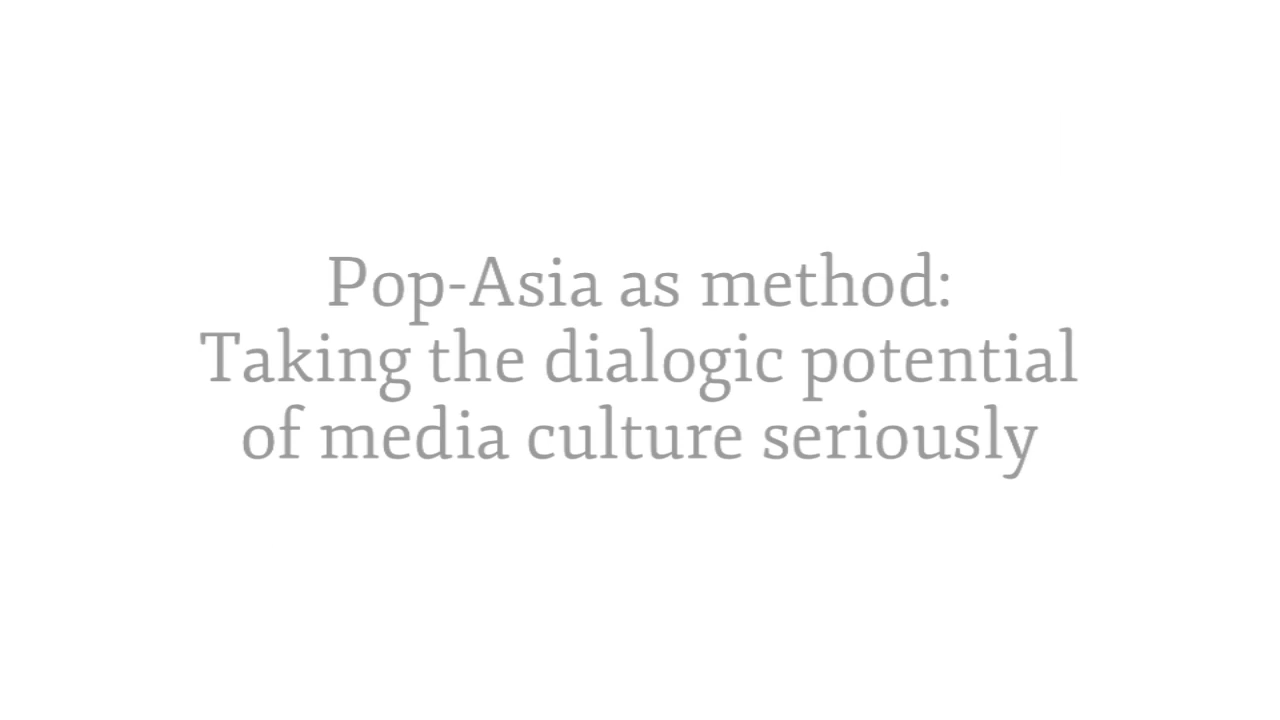 Pop-Asia as method:
Taking the dialogic potential
of media culture seriously